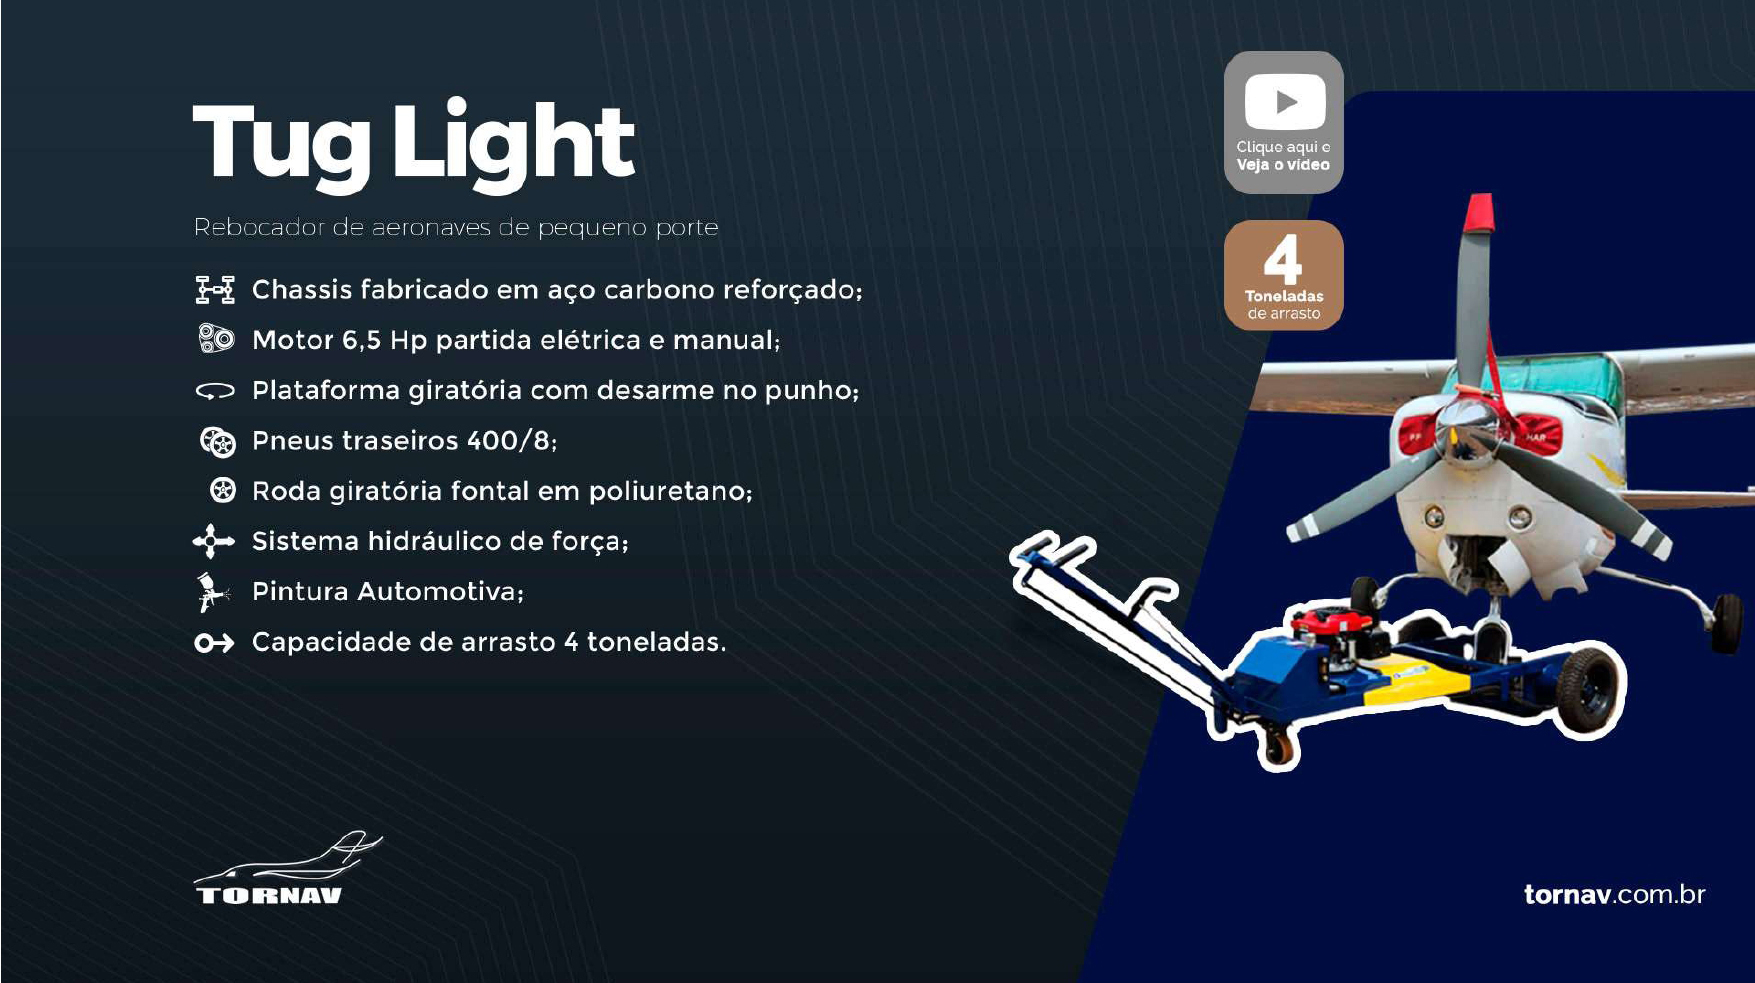 Tug Light
Rebocador de aeronaves de pequeno porte
Chassis fabricado em aço carbono reforçado;
Motor 6,5 Hp partida elétrica e manual;
Plataforma giratória com desarme no punho;
Pneus traseiros 400/8;
Roda giratória fontal em poliuretano;
Sistema hidráulico de força;
Pintura Automotiva;
Capacidade de arrasto 4 toneladas.
Clique aqui e
Veja o vídeo
4
Toneladas
de arrasto
PP HAR
TORNAV
tornav.com.br